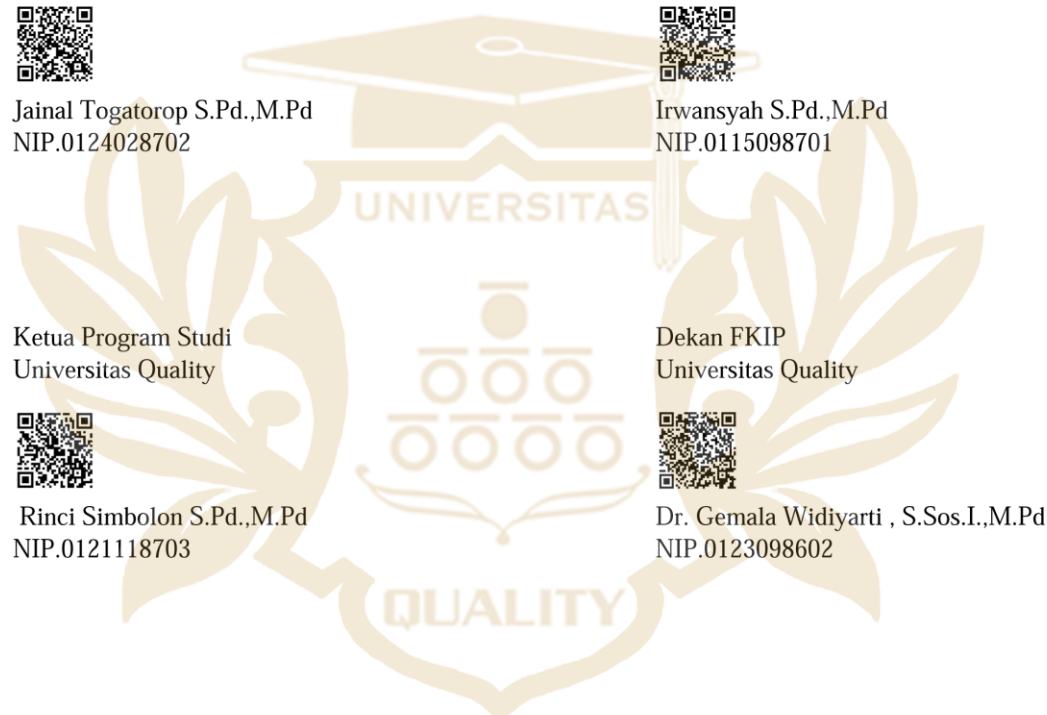 Jainal Togatorop S.Pd.,M.Pd
NIP.0124028702
Irwansyah S.Pd.,M.Pd
NIP.0115098701
UNIVERSITAS
Ketua Program Studi
Universitas Quality
Dekan FKIP
Universitas Quality
Rinci Simbolon S.Pd.,M.Pd
NIP.0121118703
Dr. Gemala Widiyarti , S.Sos.I.,M.Pd
NIP.0123098602
QUALITY